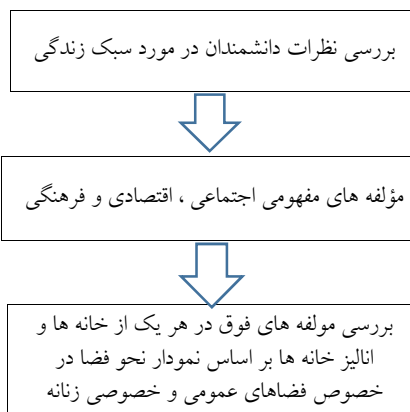 بررسی نظرات دانشمندان در مورد سبک زندگی
مؤلفه های مفهومی اجتماعی ، اقتصادی و فرهنگی
بررسی مولفه های فوق در هر یک از خانه ها و
انالیز خانه ها بر اساس نمودار نحو فضا در
خصوص فضاهای عمومی و خصوصی زنانه